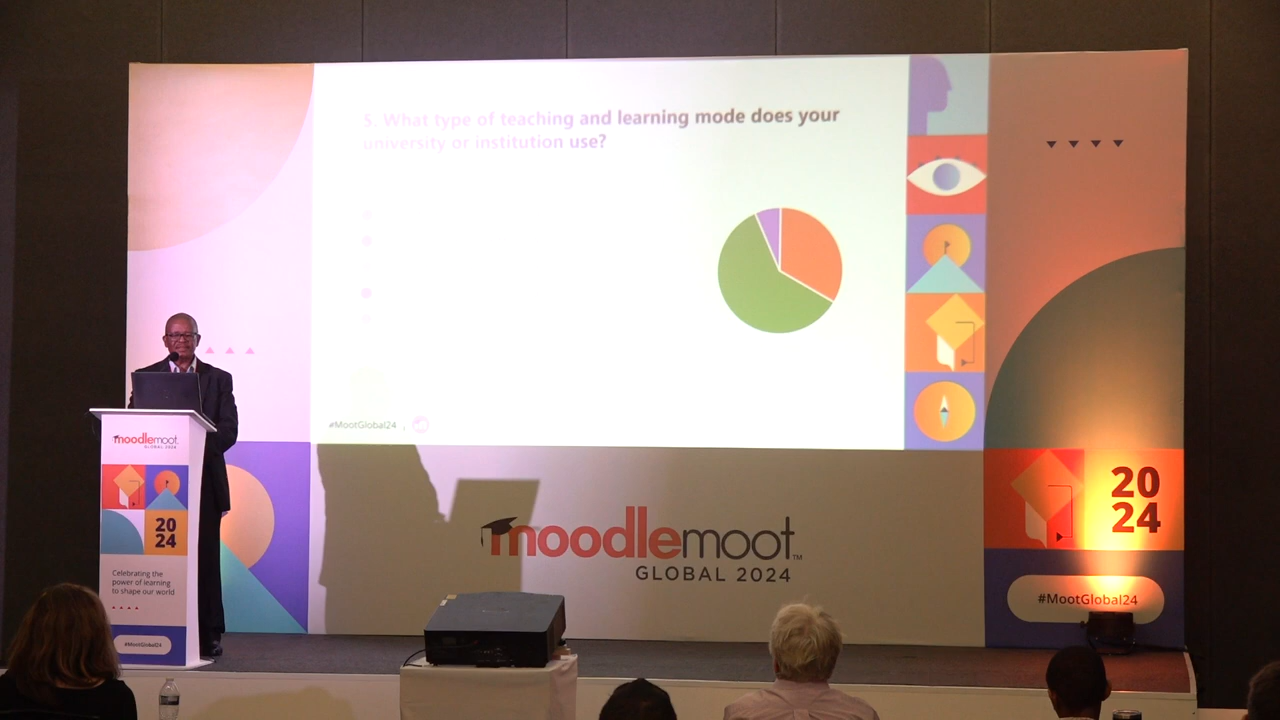 5. What type of teaching and learning mode does your
university or institution use?
#MootGlobal24
moodlemoot
GLOBAL 2024
20
24
Celebrating the
power of learning
to shape our world
#MootGlobal24
moodlemoot™
GLOBAL 2024
20
24
#MootGlobal24